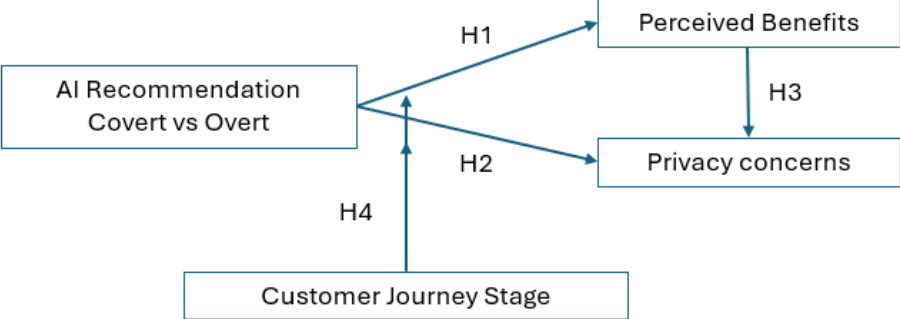 Perceived Benefits
H1
AI Recommendation
Covert vs Overt
H3
H2
Privacy concerns
H4
Customer Journey Stage